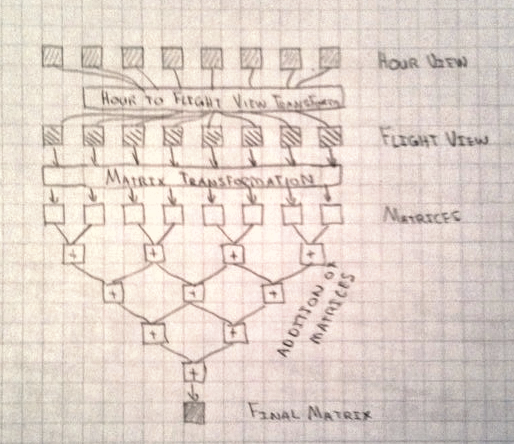 Hour View
Hour to Flight View Transform
Flight View
Matrix Transformation
Matrices
+ + + +
+ + +
Addition of
Matrices
+ +
+
Final Matrix